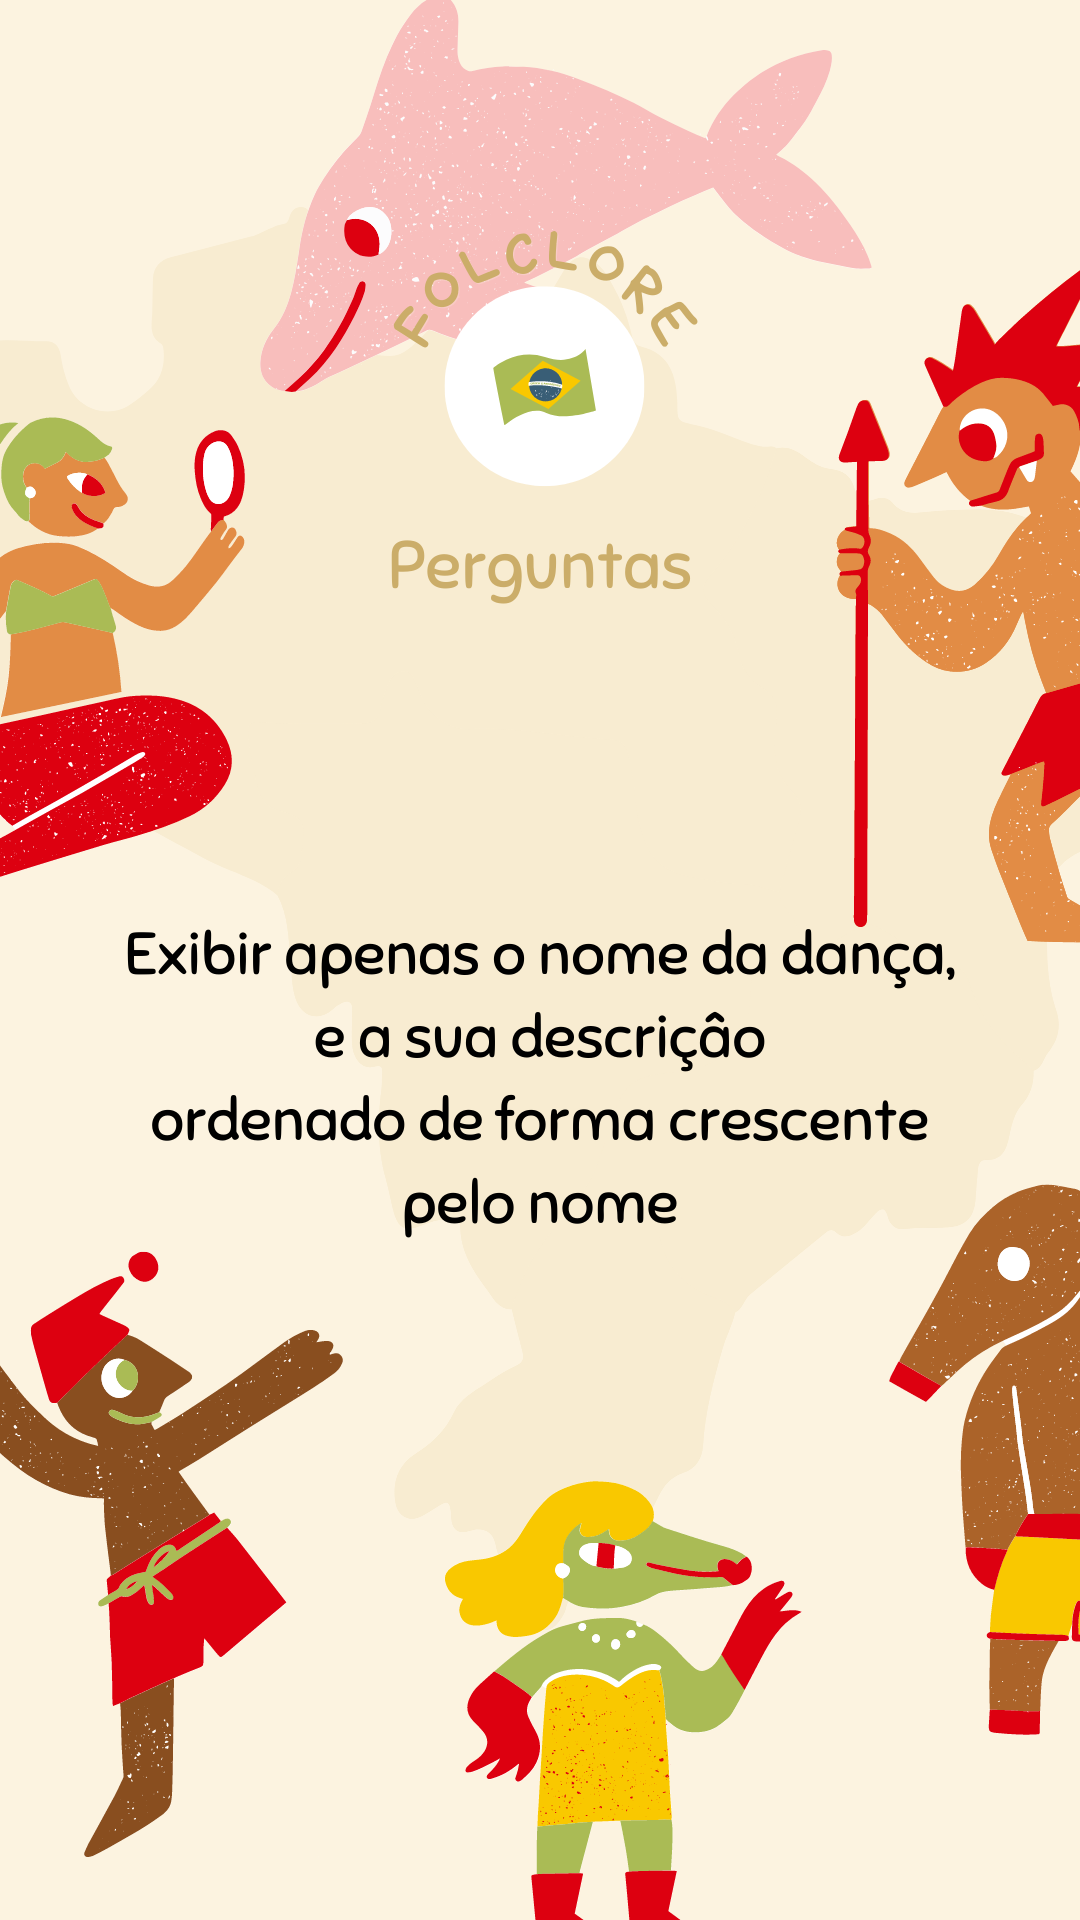 FOLCLORE
Perguntas
Exibir apenas o nome da dança,
e a sua descriçâo
ordenado de forma crescente
pelo nome